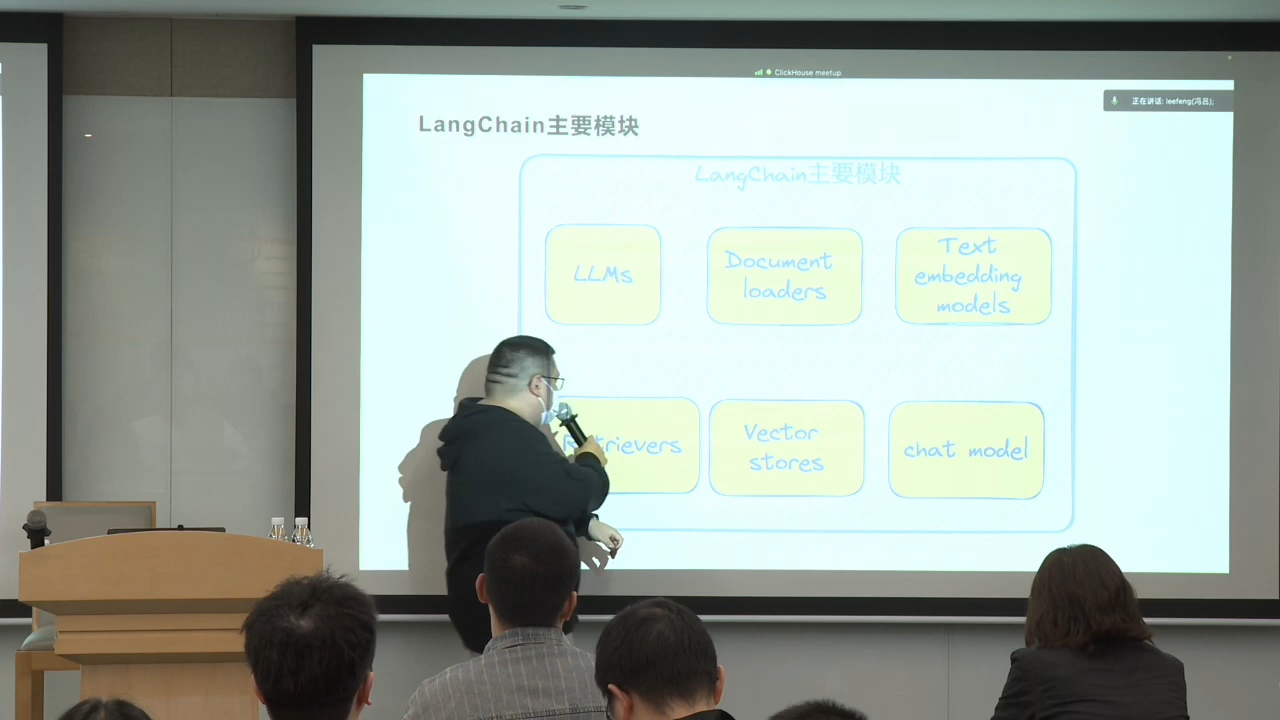 ClickHouse meetup
正在讲话: leefeng(冯吕);
LangChain主要模块
LangChain主要模块
LLMs
Document
loaders
Text
embedding
models
Retrievers
Vector
stores
chat model